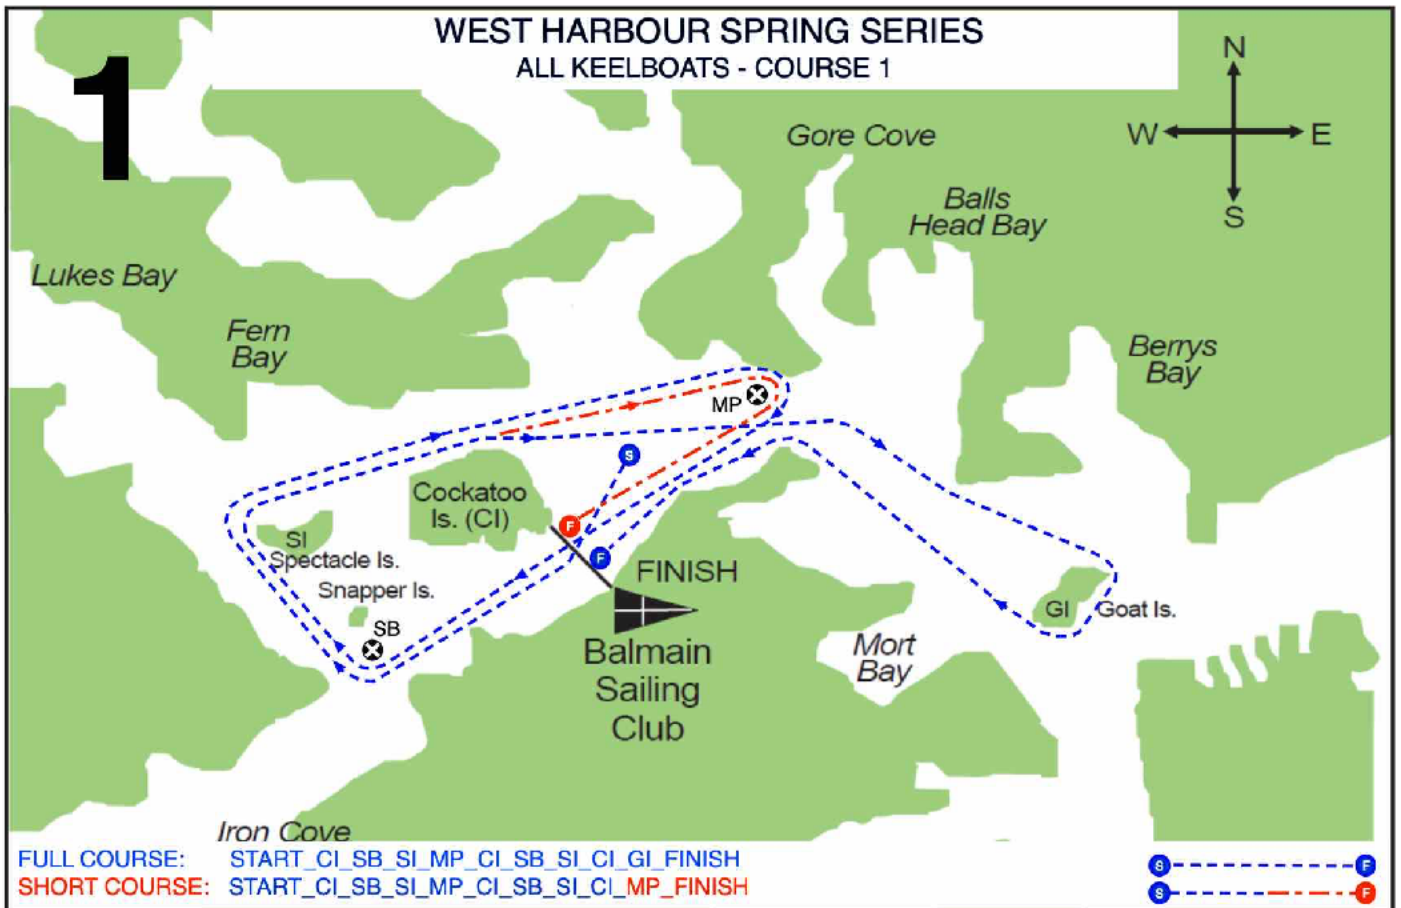 WEST HARBOUR SPRING SERIES
ALL KEELBOATS - COURSE 1
1
N
W
E
S
Gore Cove
Balls
Head Bay
Lukes Bay
Fern
Bay
Berrys
Bay
MP
S
Cockatoo
Is. (CI)
F
SI
Spectacle Is.
F
FINISH
Snapper Is.
GI
Goat Is.
SB
Balmain
Sailing
Club
Mort
Bay
Iron Cove
FULL COURSE: START_CI_SB_SI_MP_CI_SB_SI_CI_GI_FINISH
S F
SHORT COURSE: START_CI_SB_SI_MP_CI_SB_SI_CI_MP_FINISH
S F